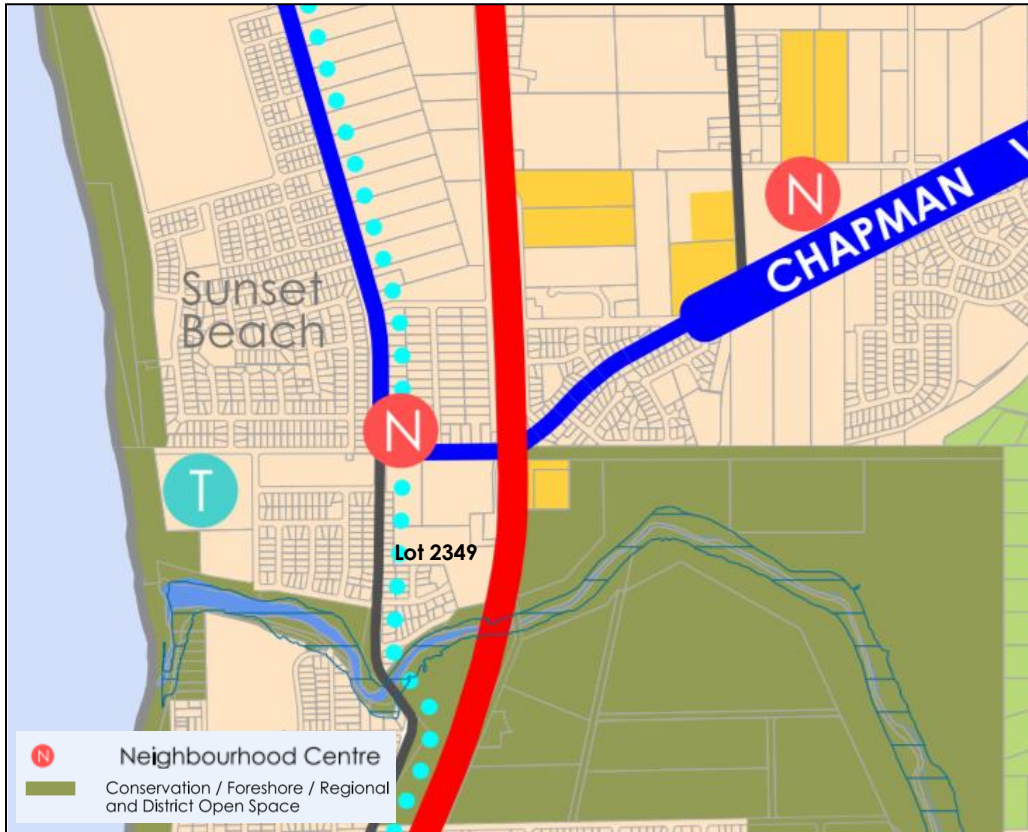 N
CHAPMAN
Sunset
Beach
N
T
Lot 2349
N Neighbourhood Centre
Conservation / Foreshore / Regional
and District Open Space